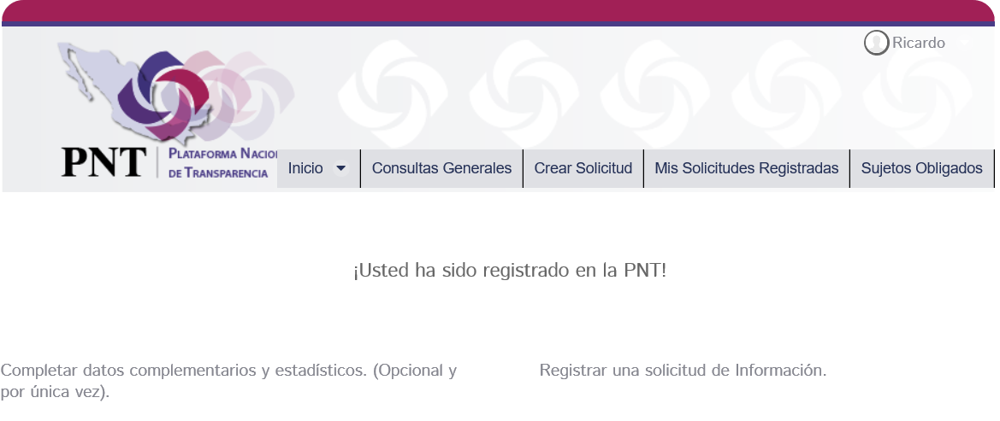 Ricardo
PNT
PLATAFORMA NACIO
DE TRANSPARENCIA
Inicio
Consultas Generales
Crear Solicitud
Mis Solicitudes Registradas
Sujetos Obligados
¡Usted ha sido registrado en la PNT!
Completar datos complementarios y estadísticos. (Opcional y
por única vez).
Registrar una solicitud de Información.